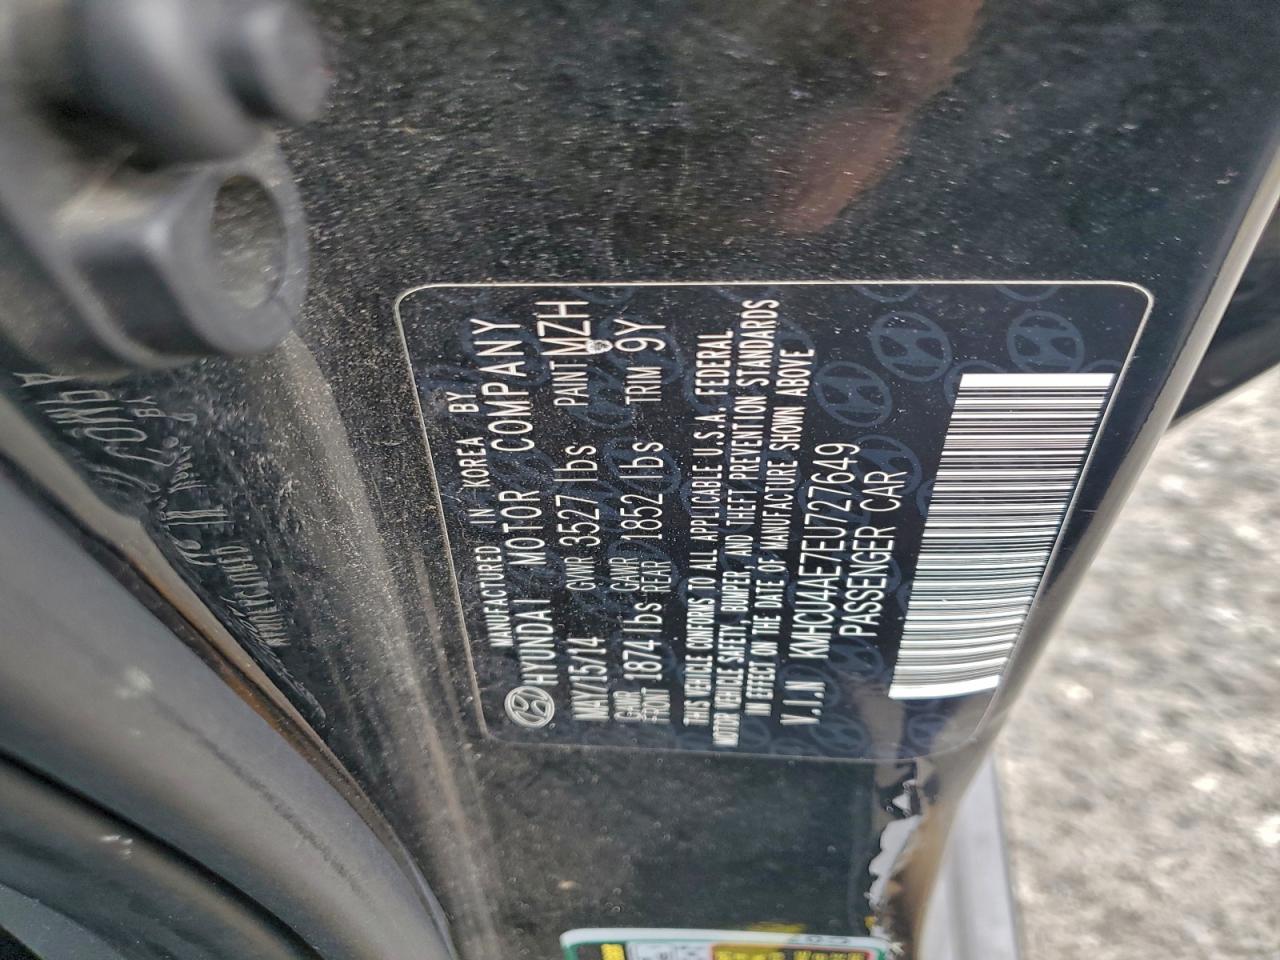 MANUFACTURED IN KOREA BY
HYUNDAI MOTOR COMPANY
MAY/15/14 GVWR 3527 lbs PAINT MZH
GAWR FRONT 1874 lbs GAWR REAR 1852 lbs TRIM 9Y
THIS VEHICLE CONFORMS TO ALL APPLICABLE U.S.A. FEDERAL
MOTOR VEHICLE SAFETY, BUMPER, AND THEFT PREVENTION STANDARDS
IN EFFECT ON THE DATE OF MANUFACTURE SHOWN ABOVE
V.I.N KMHCU4AE7EU727649
PASSENGER CAR